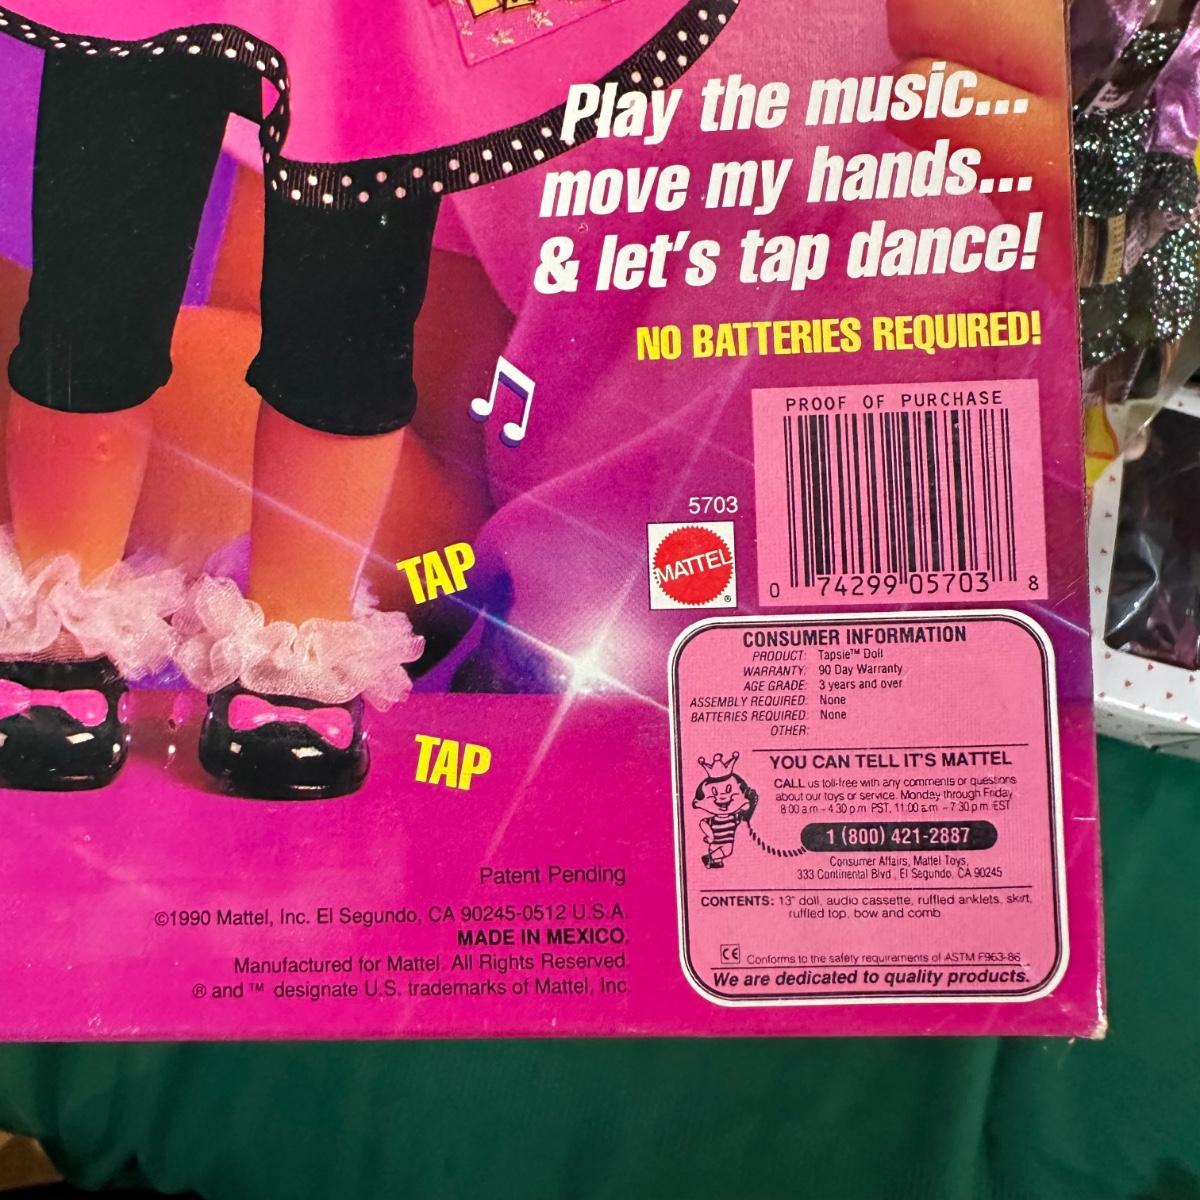 Play the music...
move my hands...
& let's tap dance!
NO BATTERIES REQUIRED!
PROOF OF PURCHASE
0 74299 05703 8
5703
MATTEL
®
TAP
TAP
CONSUMER INFORMATION
PRODUCT: Tapsie™ Doll
WARRANTY: 90 Day Warranty
AGE GRADE: 3 years and over
ASSEMBLY REQUIRED: None
BATTERIES REQUIRED: None
OTHER:
YOU CAN TELL IT'S MATTEL
CALL us toll-free with any comments or questions
about our toys or service. Monday through Friday
8:00 a.m - 4:30 p.m. PST, 11:00 a.m - 7:30 p.m. EST
1 (800) 421-2887
Consumer Affairs, Mattel Toys,
333 Continental Blvd., El Segundo, CA 90245
CONTENTS: 13" doll, audio cassette, ruffled anklets, skirt,
ruffled top, bow and comb
CE Conforms to the safety requirements of ASTM F963-86
We are dedicated to quality products.
Patent Pending
©1990 Mattel, Inc. El Segundo, CA 90245-0512 U.S.A.
MADE IN MEXICO.
Manufactured for Mattel. All Rights Reserved.
® and ™ designate U.S. trademarks of Mattel, Inc.